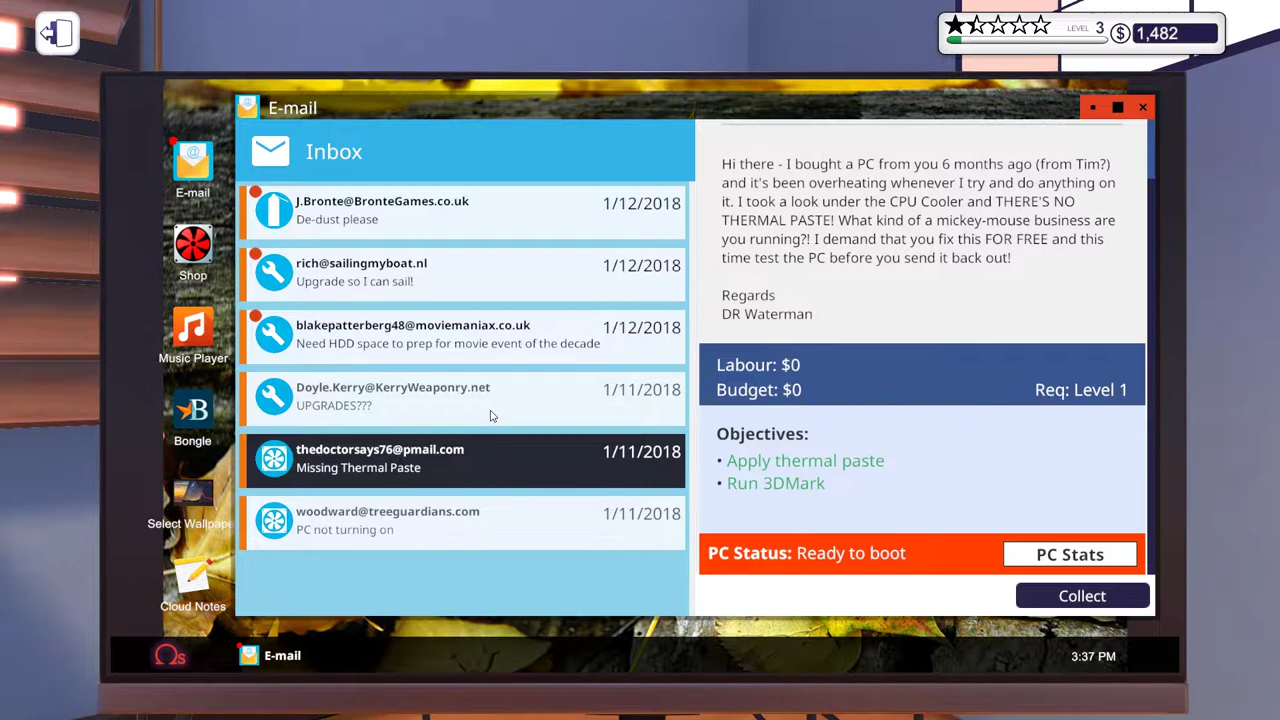 LEVEL 3
$ 1,482
E-mail
Inbox
E-mail
Shop
Music Player
Bongle
Select Wallpape
Cloud Notes
J.Bronte@BronteGames.co.uk 1/12/2018
De-dust please
rich@sailingmyboat.nl 1/12/2018
Upgrade so I can sail!
blakepatterberg48@moviemaniax.co.uk 1/12/2018
Need HDD space to prep for movie event of the decade
Doyle.Kerry@KerryWeaponry.net 1/11/2018
UPGRADES???
thedoctorsays76@pmail.com 1/11/2018
Missing Thermal Paste
woodward@treeguardians.com 1/11/2018
PC not turning on
Hi there - I bought a PC from you 6 months ago (from Tim?)
and it's been overheating whenever I try and do anything on
it. I took a look under the CPU Cooler and THERE'S NO
THERMAL PASTE! What kind of a mickey-mouse business are
you running?! I demand that you fix this FOR FREE and this
time test the PC before you send it back out!
Regards
DR Waterman
Labour: $0
Budget: $0 Req: Level 1
Objectives:
• Apply thermal paste
• Run 3DMark
PC Status: Ready to boot PC Stats
Collect
Ωs E-mail 3:37 PM